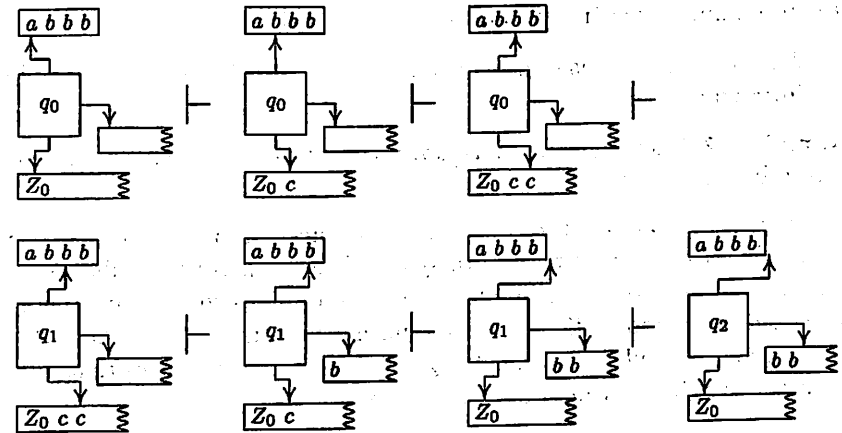 a b b b a b b b a b b b
q₀ ⊢ q₀ ⊢ q₀ ⊢
Z₀ Z₀ c Z₀ c c
a b b b a b b b a b b b a b b b
q₁ ⊢ q₁ ⊢ q₁ ⊢ q₂
b b b b b
Z₀ c c Z₀ c Z₀ Z₀